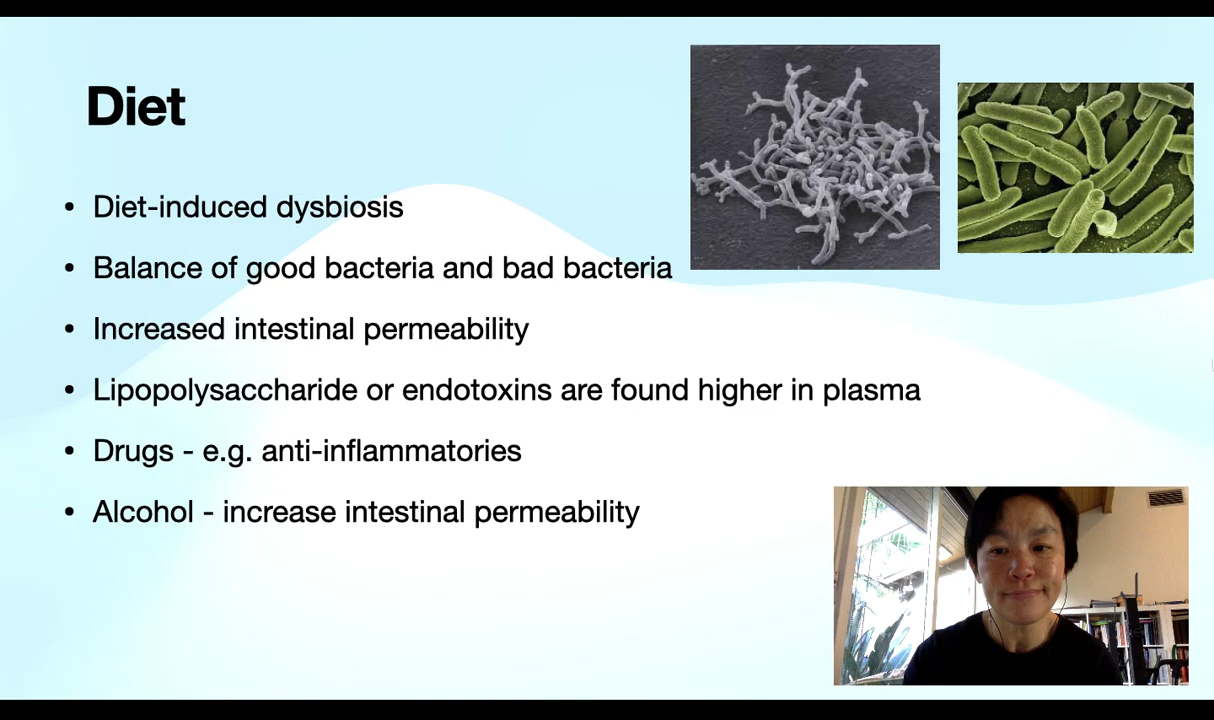 Diet
• Diet-induced dysbiosis
• Balance of good bacteria and bad bacteria
• Increased intestinal permeability
• Lipopolysaccharide or endotoxins are found higher in plasma
• Drugs - e.g. anti-inflammatories
• Alcohol - increase intestinal permeability